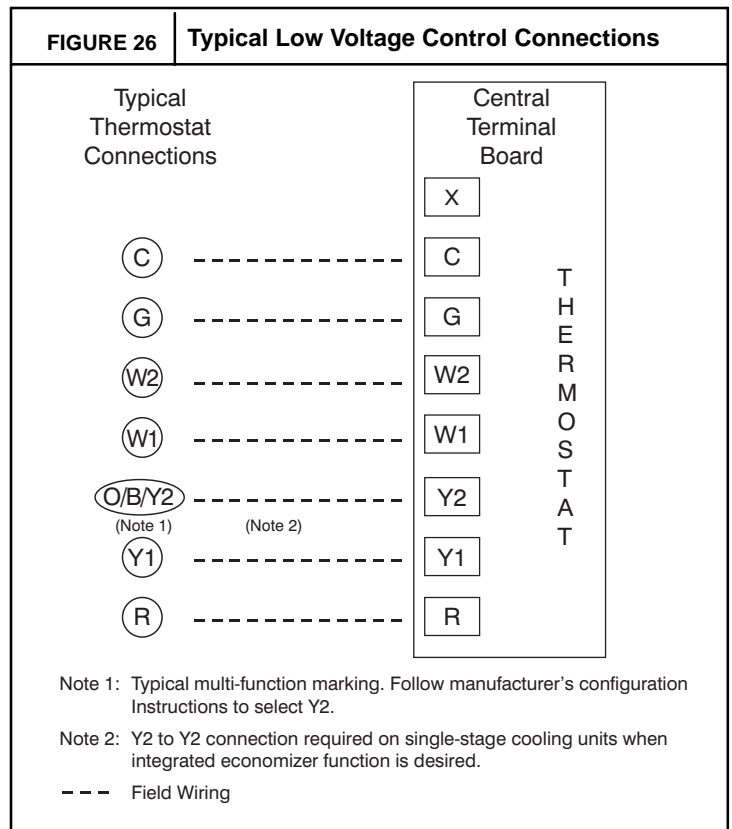 FIGURE 26 Typical Low Voltage Control Connections
Typical
Thermostat
Connections
Central
Terminal
Board
X
C C
G G
W2 W2
W1 W1
O/B/Y2 Y2
(Note 1) (Note 2)
Y1 Y1
R R
THERMOSTAT
Note 1: Typical multi-function marking. Follow manufacturer's configuration
Instructions to select Y2.
Note 2: Y2 to Y2 connection required on single-stage cooling units when
integrated economizer function is desired.
Field Wiring